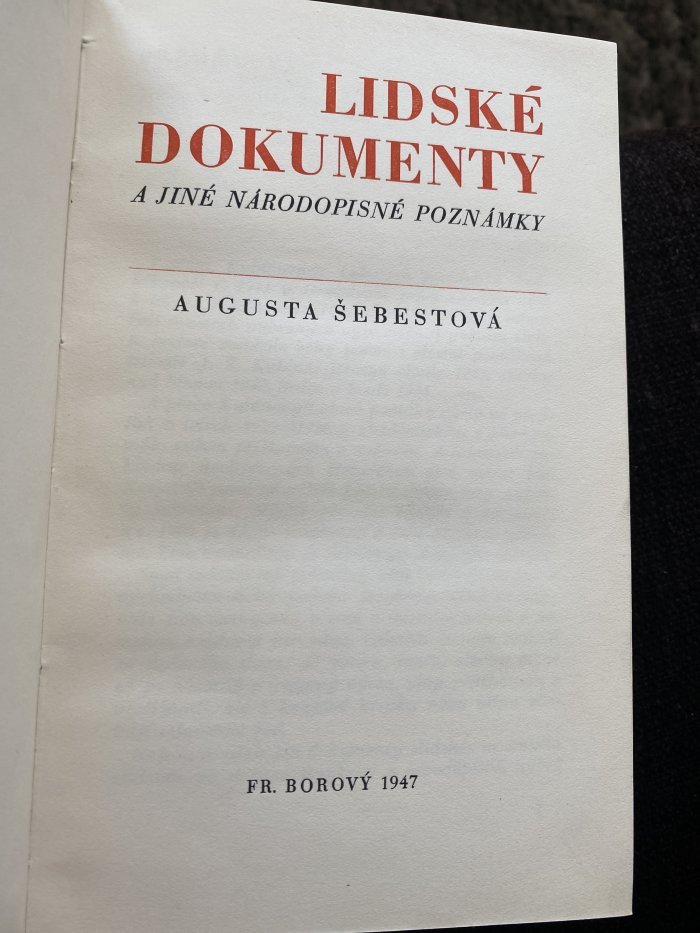 LIDSKÉ
DOKUMENTY
A JINÉ NÁRODOPISNÉ POZNÁMKY
AUGUSTA ŠEBESTOVÁ
FR. BOROVÝ 1947